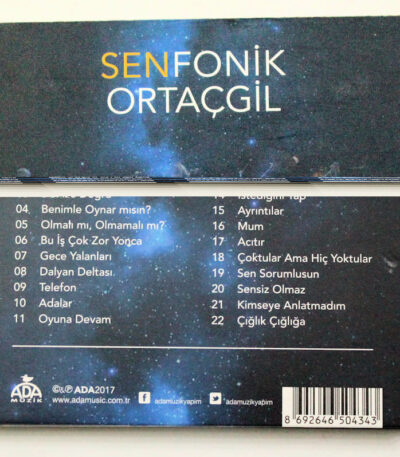 SENFONİK
ORTAÇGİL
04 Benimle Oynar mısın?
05 Olmalı mı, Olmamalı mı?
06 Bu İş Çok Zor Yonca
07 Gece Yalanları
08 Dalyan Deltası
09 Telefon
10 Adalar
11 Oyuna Devam
14 İstediğini Yap
15 Ayrıntılar
16 Mum
17 Acıtır
18 Çoktular Ama Hiç Yoktular
19 Sen Sorumlusun
20 Sensiz Olmaz
21 Kimseye Anlatmadım
22 Çığlık Çığlığa
ADA
MÜZİK
©℗ ADA2017
www.adamusic.com.tr
adamuzikyapim
adamuzikyapim
8 692646 504343